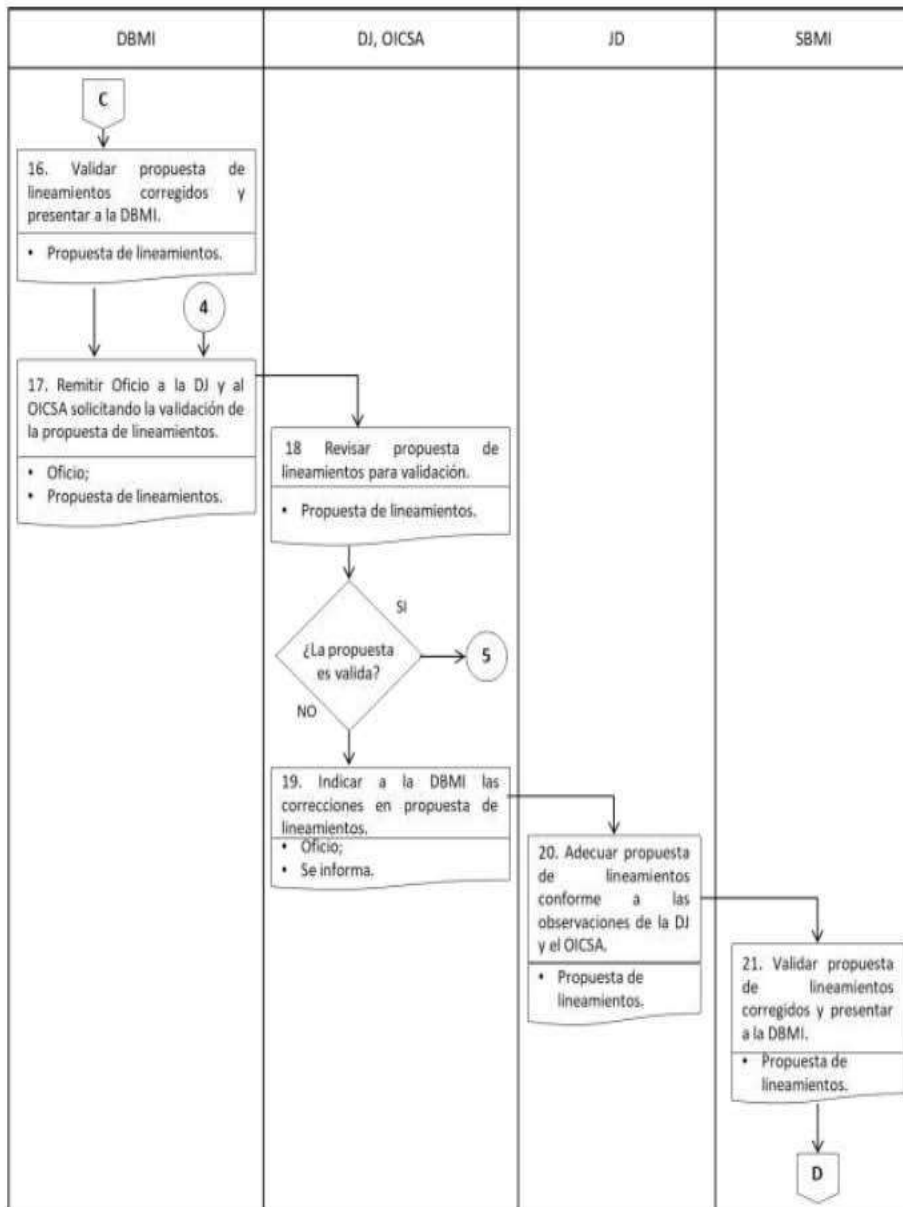 DBMI
DJ, OICSA
JD
SBMI
C
16. Validar propuesta de
lineamientos corregidos y
presentar a la DBMI.
• Propuesta de lineamientos.
4
17. Remitir Oficio a la DJ y al
OICSA solicitando la validación de
la propuesta de lineamientos.
• Oficio;
• Propuesta de lineamientos.
18 Revisar propuesta de
lineamientos para validación.
• Propuesta de lineamientos.
SI
¿La propuesta
es valida?
5
NO
19. Indicar a la DBMI las
correcciones en propuesta de
lineamientos.
• Oficio;
• Se informa.
20. Adecuar propuesta
de lineamientos
conforme a las
observaciones de la DJ
y el OICSA.
• Propuesta de
lineamientos.
21. Validar propuesta
de lineamientos
corregidos y presentar
a la DBMI.
• Propuesta de
lineamientos.
D